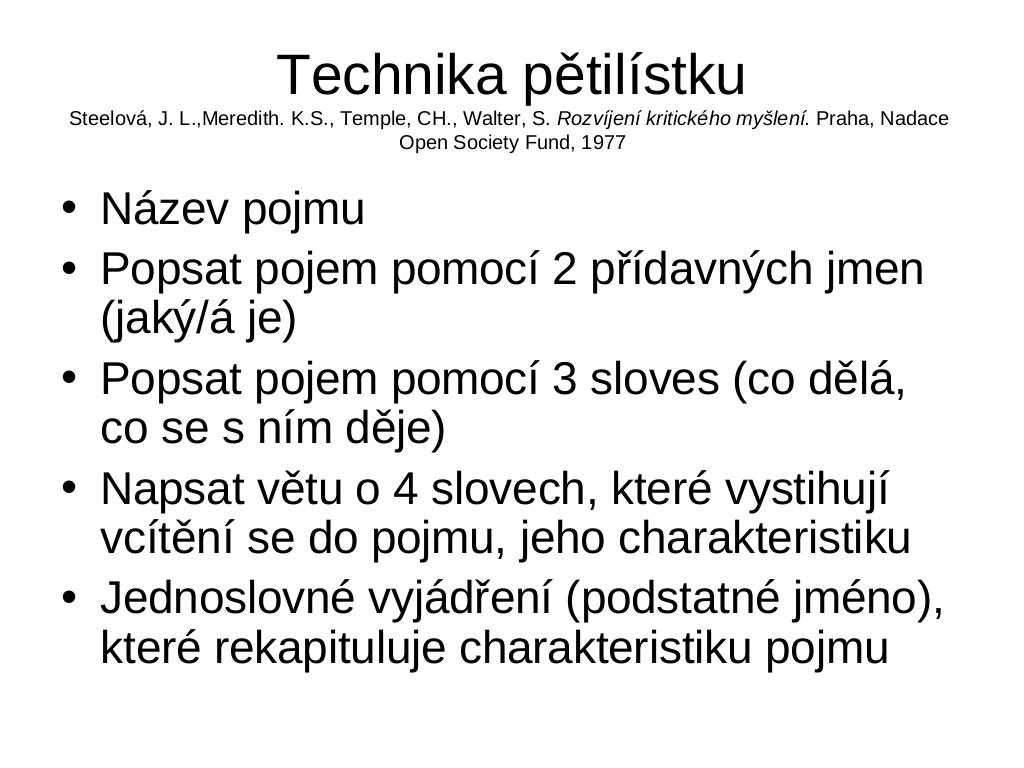 Technika pětilístku
Steelová, J. L.,Meredith. K.S., Temple, CH., Walter, S. Rozvíjení kritického myšlení. Praha, Nadace
Open Society Fund, 1977
• Název pojmu
• Popsat pojem pomocí 2 přídavných jmen
(jaký/á je)
• Popsat pojem pomocí 3 sloves (co dělá,
co se s ním děje)
• Napsat větu o 4 slovech, které vystihují
vcítění se do pojmu, jeho charakteristiku
• Jednoslovné vyjádření (podstatné jméno),
které rekapituluje charakteristiku pojmu